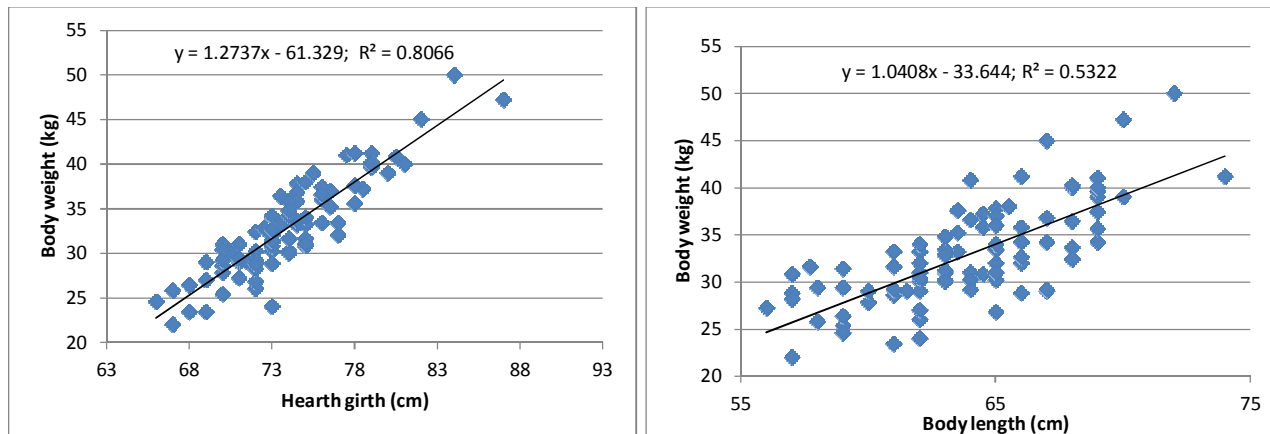 y = 1.2737x - 61.329;  R² = 0.8066
Body weight (kg)
55
50
45
40
35
30
25
20
63 68 73 78 83 88 93
Hearth girth (cm)
y = 1.0408x - 33.644; R² = 0.5322
Body weight (kg)
55
50
45
40
35
30
25
20
55 65 75
Body length (cm)